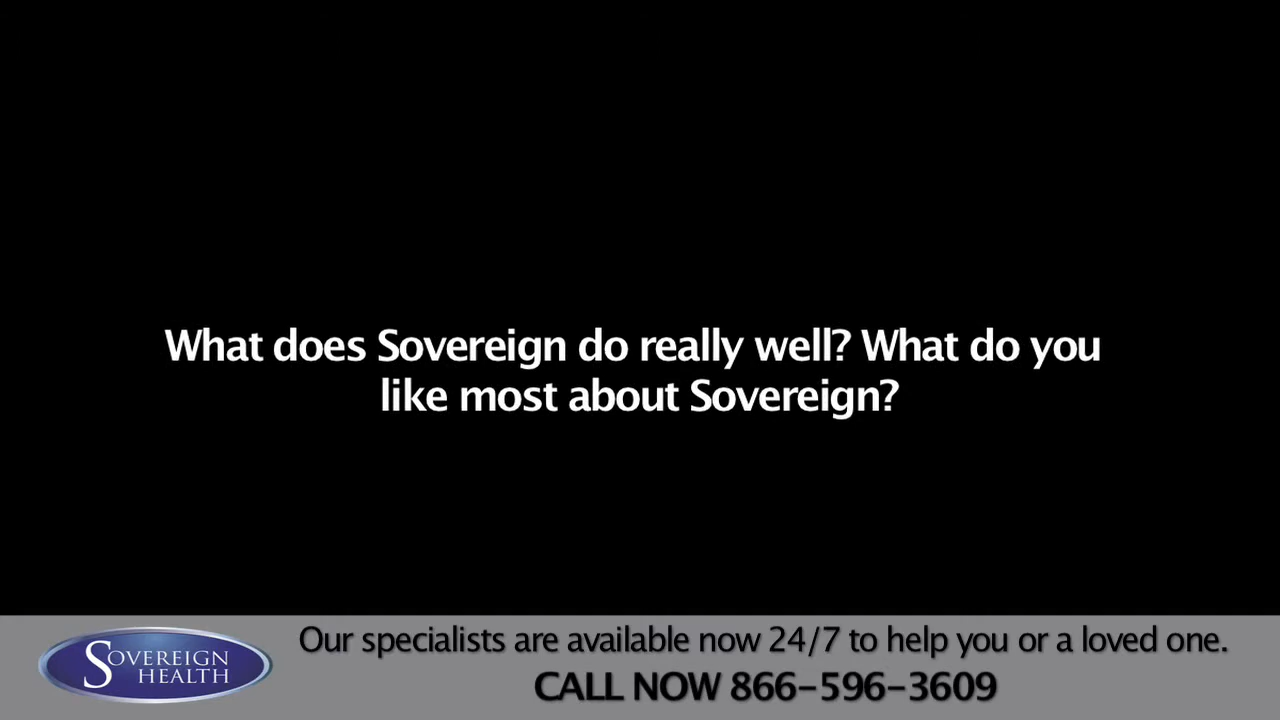 What does Sovereign do really well? What do you
like most about Sovereign?
Our specialists are available now 24/7 to help you or a loved one.
SOVEREIGN
HEALTH
CALL NOW 866-596-3609